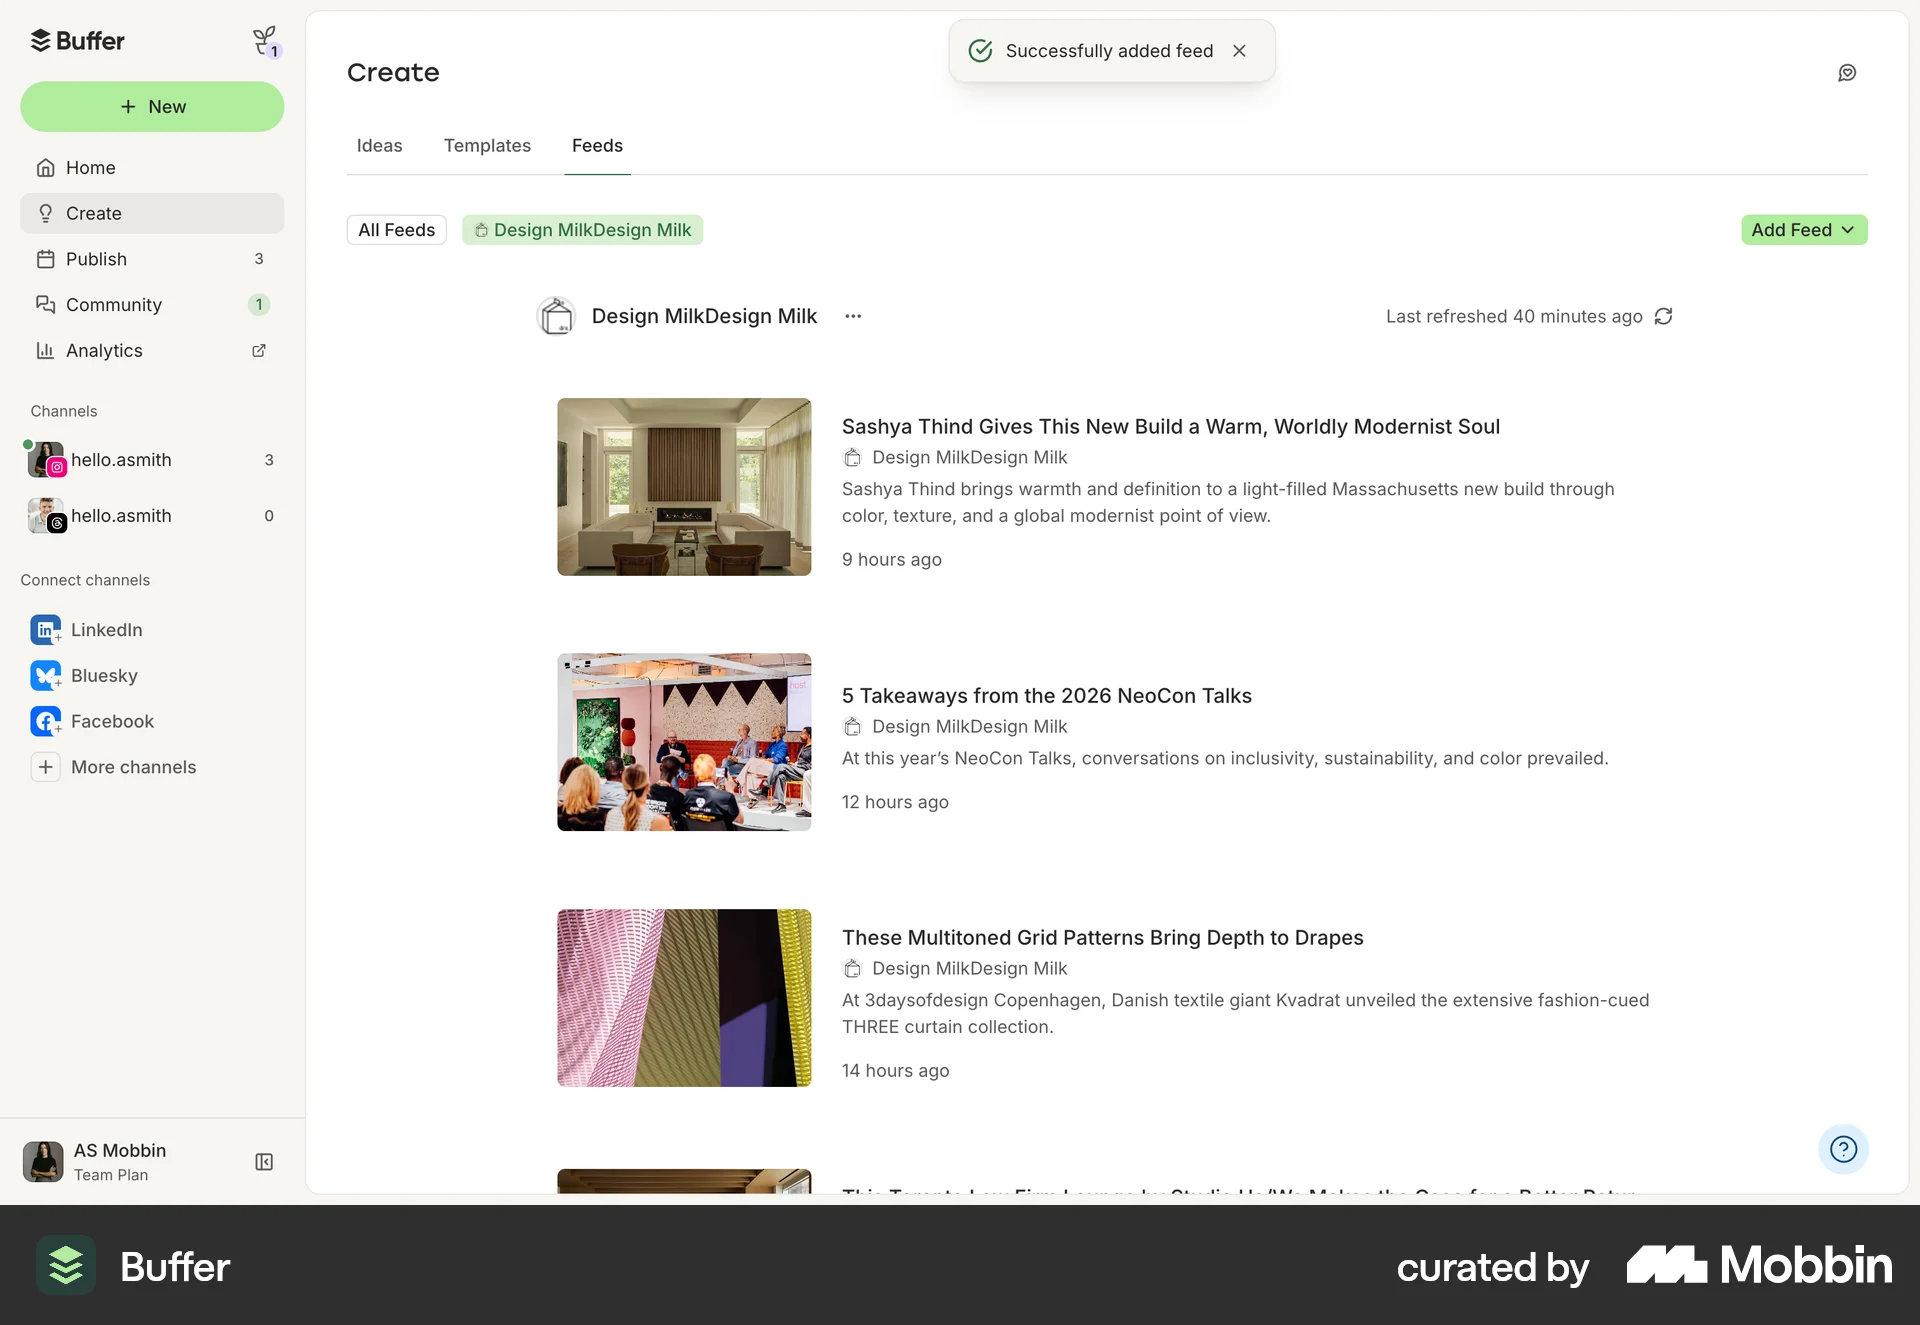 Buffer
1
New
Home
Create
Publish 3
Community 1
Analytics
Channels
hello.asmith 3
hello.asmith 0
Connect channels
LinkedIn
Bluesky
Facebook
More channels
AS Mobbin
Team Plan
Successfully added feed
Create
Ideas Templates Feeds
All Feeds Design MilkDesign Milk Add Feed
Design MilkDesign Milk Last refreshed 40 minutes ago
Sashya Thind Gives This New Build a Warm, Worldly Modernist Soul
Design MilkDesign Milk
Sashya Thind brings warmth and definition to a light-filled Massachusetts new build through
color, texture, and a global modernist point of view.
9 hours ago
5 Takeaways from the 2026 NeoCon Talks
Design MilkDesign Milk
At this year’s NeoCon Talks, conversations on inclusivity, sustainability, and color prevailed.
12 hours ago
These Multitoned Grid Patterns Bring Depth to Drapes
Design MilkDesign Milk
At 3daysofdesign Copenhagen, Danish textile giant Kvadrat unveiled the extensive fashion-cued
THREE curtain collection.
14 hours ago
Buffer
curated by Mobbin